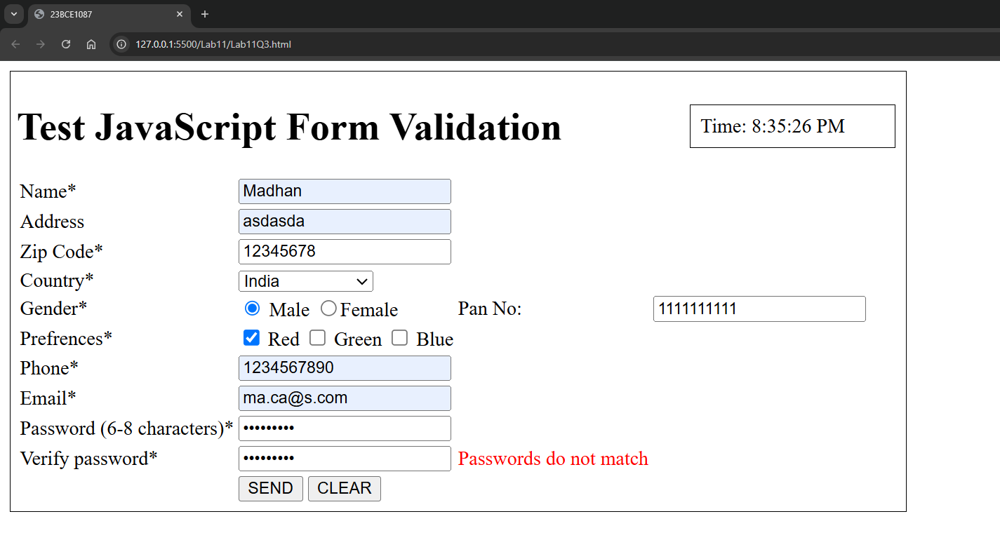 23BCE1087
127.0.0.1:5500/Lab11/Lab11Q3.html
Test JavaScript Form Validation
Time: 8:35:26 PM
Name* Madhan
Address asdasda
Zip Code* 12345678
Country* India
Gender* Male Female Pan No: 1111111111
Prefrences* Red Green Blue
Phone* 1234567890
Email* ma.ca@s.com
Password (6-8 characters)* •••••••••
Verify password* ••••••••• Passwords do not match
SEND CLEAR